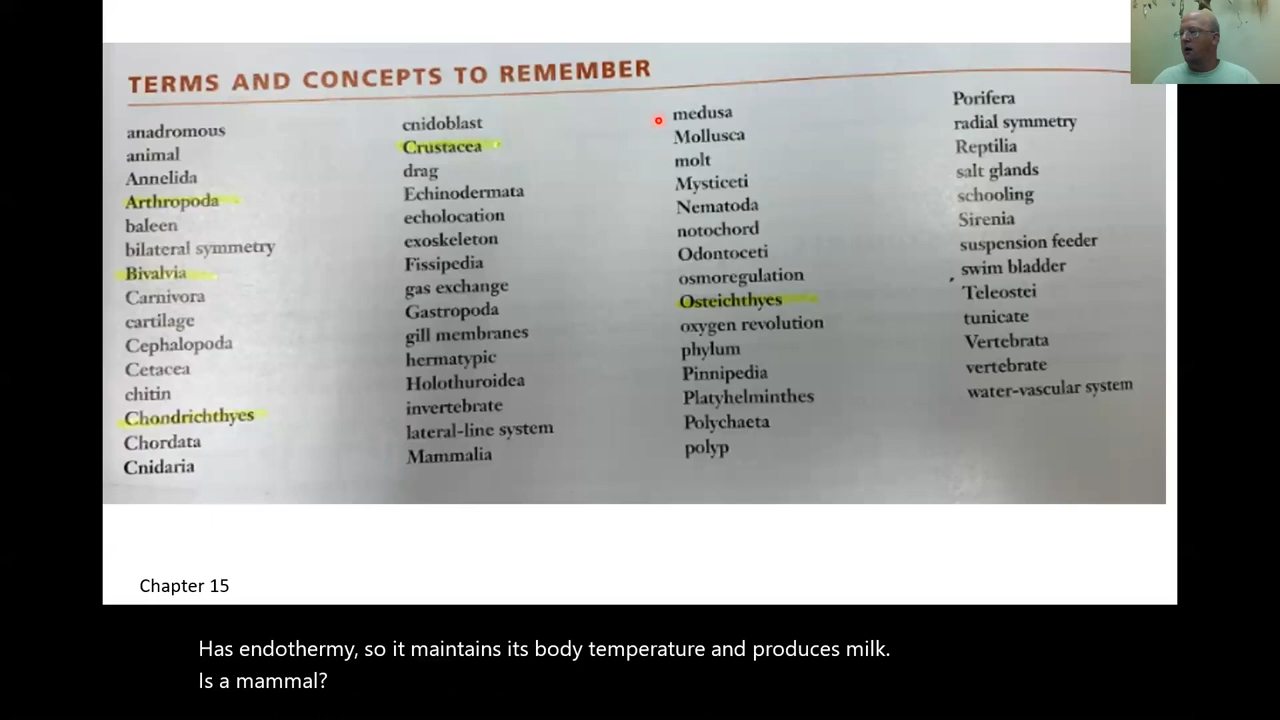 TERMS AND CONCEPTS TO REMEMBER
anadromous
animal
Annelida
Arthropoda
baleen
bilateral symmetry
Bivalvia
Carnivora
cartilage
Cephalopoda
Cetacea
chitin
Chondrichthyes
Chordata
Cnidaria
cnidoblast
Crustacea
drag
Echinodermata
echolocation
exoskeleton
Fissipedia
gas exchange
Gastropoda
gill membranes
hermatypic
Holothuroidea
invertebrate
lateral-line system
Mammalia
medusa
Mollusca
molt
Mysticeti
Nematoda
notochord
Odontoceti
osmoregulation
Osteichthyes
oxygen revolution
phylum
Pinnipedia
Platyhelminthes
Polychaeta
polyp
Porifera
radial symmetry
Reptilia
salt glands
schooling
Sirenia
suspension feeder
swim bladder
Teleostei
tunicate
Vertebrata
vertebrate
water-vascular system
Chapter 15
Has endothermy, so it maintains its body temperature and produces milk.
Is a mammal?